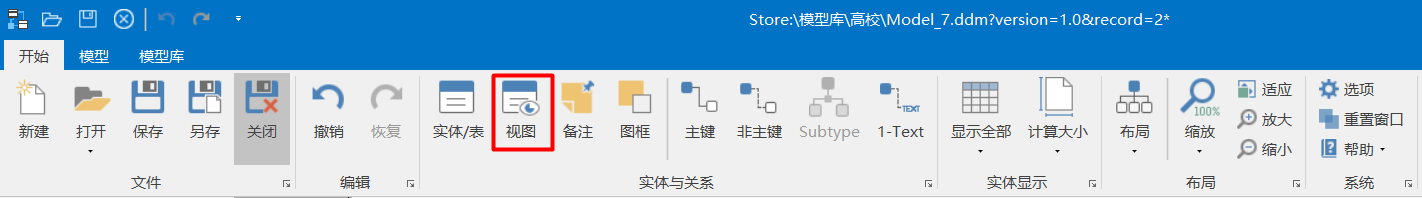 Store:\模型库\高校\Model_7.ddm?version=1.0&record=2*
开始 模型 模型库
新建 打开 保存 另存 关闭 撤销 恢复 实体/表 视图 备注 图框 主键 非主键 Subtype 1-Text 显示全部 计算大小 布局 缩放 适应 放大 缩小 选项 重置窗口 帮助
TEXT
100%
文件 编辑 实体与关系 实体显示 布局 系统